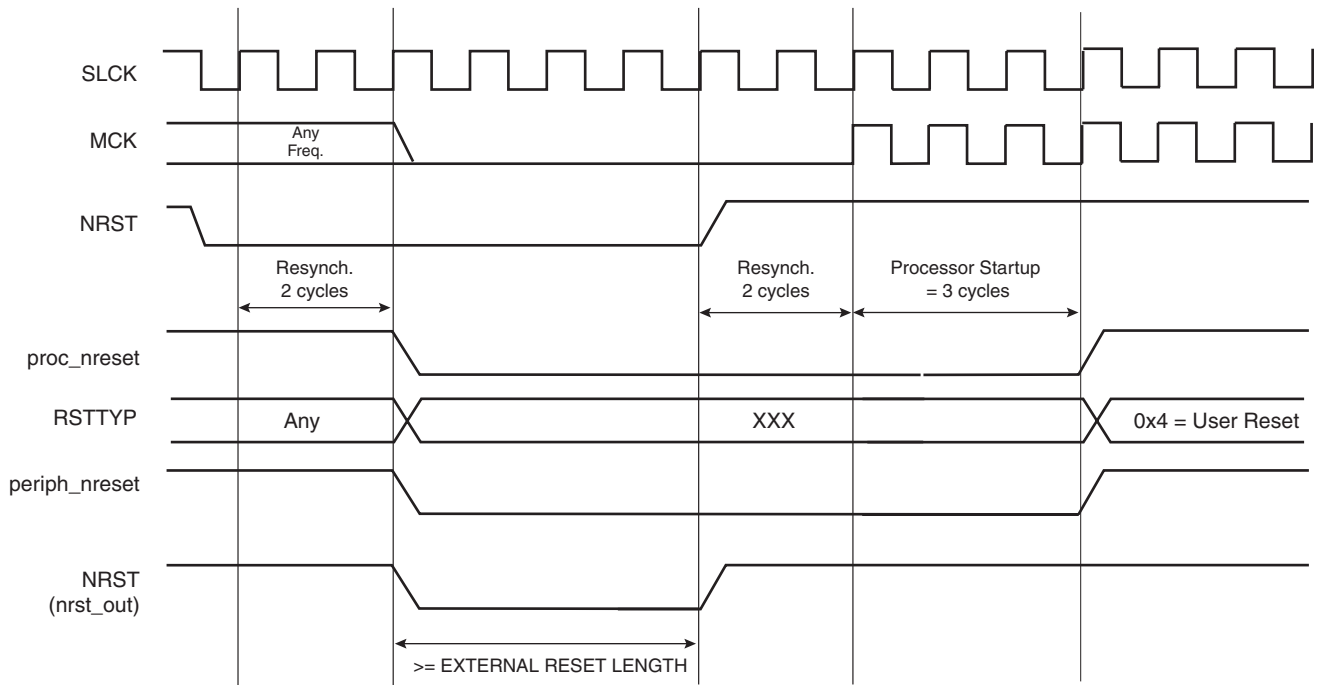 SLCK
MCK
Any
Freq.
NRST
Resynch.
2 cycles
Resynch.
2 cycles
Processor Startup
= 3 cycles
proc_nreset
RSTTYP
Any
XXX
0x4 = User Reset
periph_nreset
NRST
(nrst_out)
>= EXTERNAL RESET LENGTH